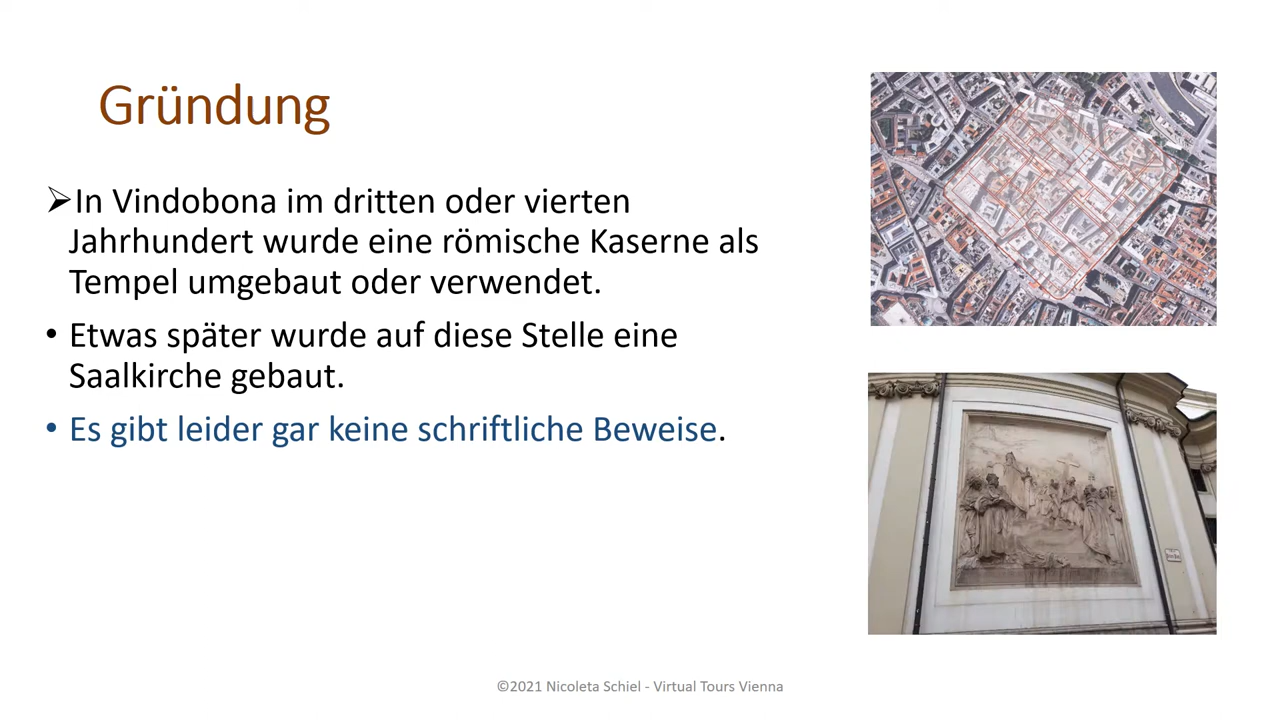 Gründung
➢In Vindobona im dritten oder vierten
Jahrhundert wurde eine römische Kaserne als
Tempel umgebaut oder verwendet.
• Etwas später wurde auf diese Stelle eine
Saalkirche gebaut.
• Es gibt leider gar keine schriftliche Beweise.
©2021 Nicoleta Schiel - Virtual Tours Vienna